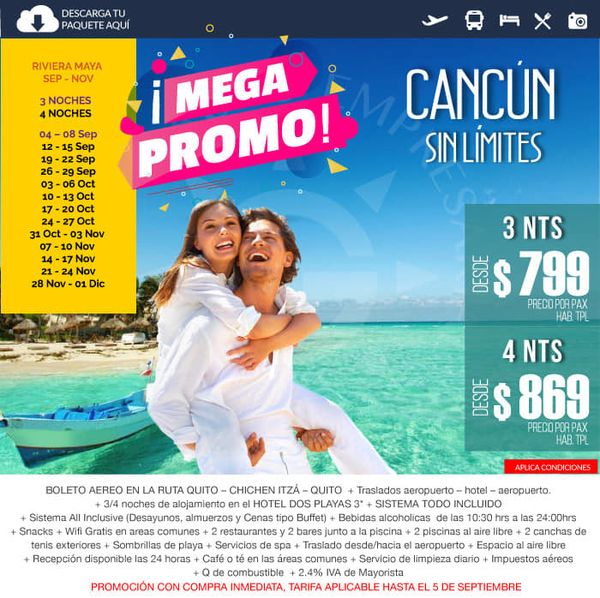 DESCARGA TU
PAQUETE AQUÍ
RIVIERA MAYA
SEP - NOV
3 NOCHES
4 NOCHES
04 – 08 Sep
12 - 15 Sep
19 - 22 Sep
26 - 29 Sep
03 - 06 Oct
10 - 13 Oct
17 - 20 Oct
24 - 27 Oct
31 Oct - 03 Nov
07 - 10 Nov
14 - 17 Nov
21 - 24 Nov
28 Nov - 01 Dic
¡MEGA
PROMO!
CANCÚN
SIN LÍMITES
3 NTS
DESDE
$ 799
PRECIO POR PAX
HAB. TPL
4 NTS
DESDE
$ 869
PRECIO POR PAX
HAB. TPL
APLICA CONDICIONES
BOLETO AEREO EN LA RUTA QUITO – CHICHEN ITZÁ – QUITO + Traslados aeropuerto – hotel – aeropuerto.
+ 3/4 noches de alojamiento en el HOTEL DOS PLAYAS 3* + SISTEMA TODO INCLUIDO
+ Sistema All Inclusive (Desayunos, almuerzos y Cenas tipo Buffet) + Bebidas alcoholicas de las 10:30 hrs a las 24:00hrs
+ Snacks + Wifi Gratis en areas comunes + 2 restaurantes y 2 bares junto a la piscina + 2 piscinas al aire libre + 2 canchas de
tenis exteriores + Sombrillas de playa + Servicios de spa + Traslado desde/hacia el aeropuerto + Espacio al aire libre
+ Recepción disponible las 24 horas + Café o té en las áreas comunes + Servicio de limpieza diario + Impuestos aéreos
+ Q de combustible + 2.4% IVA de Mayorista
PROMOCIÓN CON COMPRA INMEDIATA, TARIFA APLICABLE HASTA EL 5 DE SEPTIEMBRE